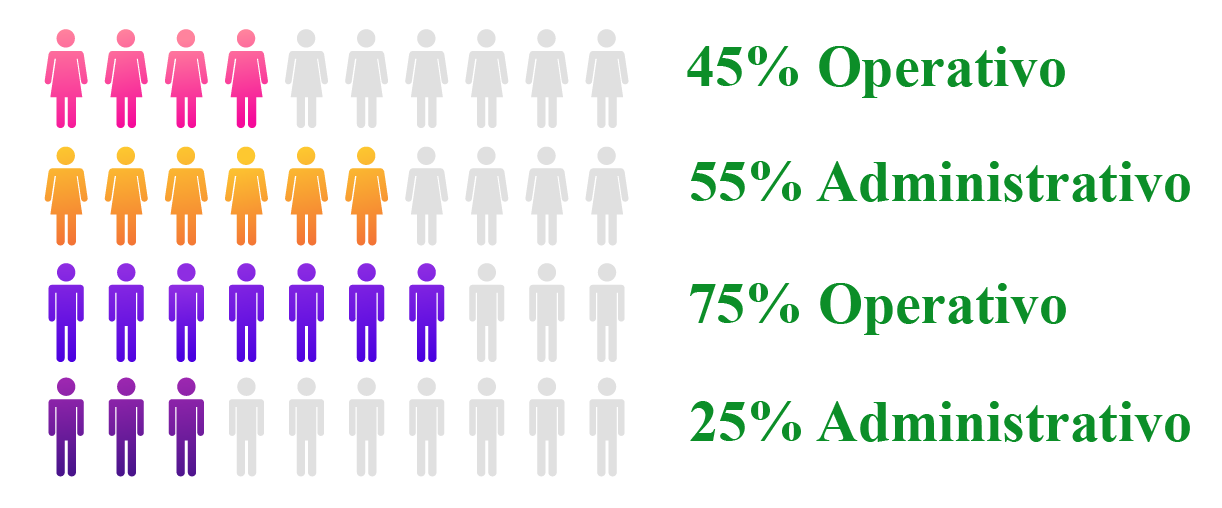 45% Operativo
55% Administrativo
75% Operativo
25% Administrativo